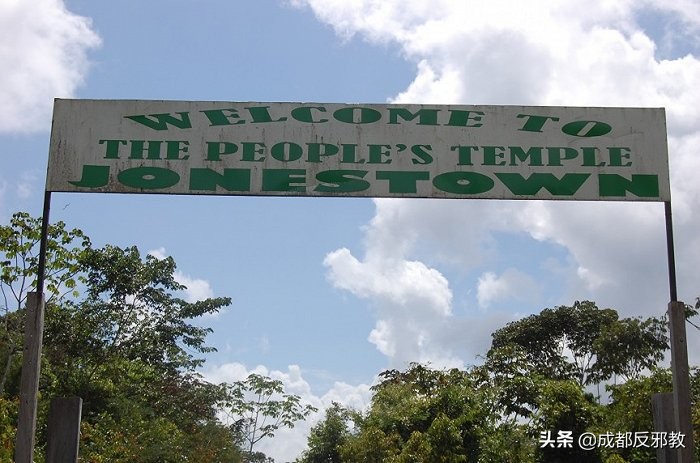 WELCOME TO
THE PEOPLE'S TEMPLE
JONESTOWN
头条 @成都反邪教